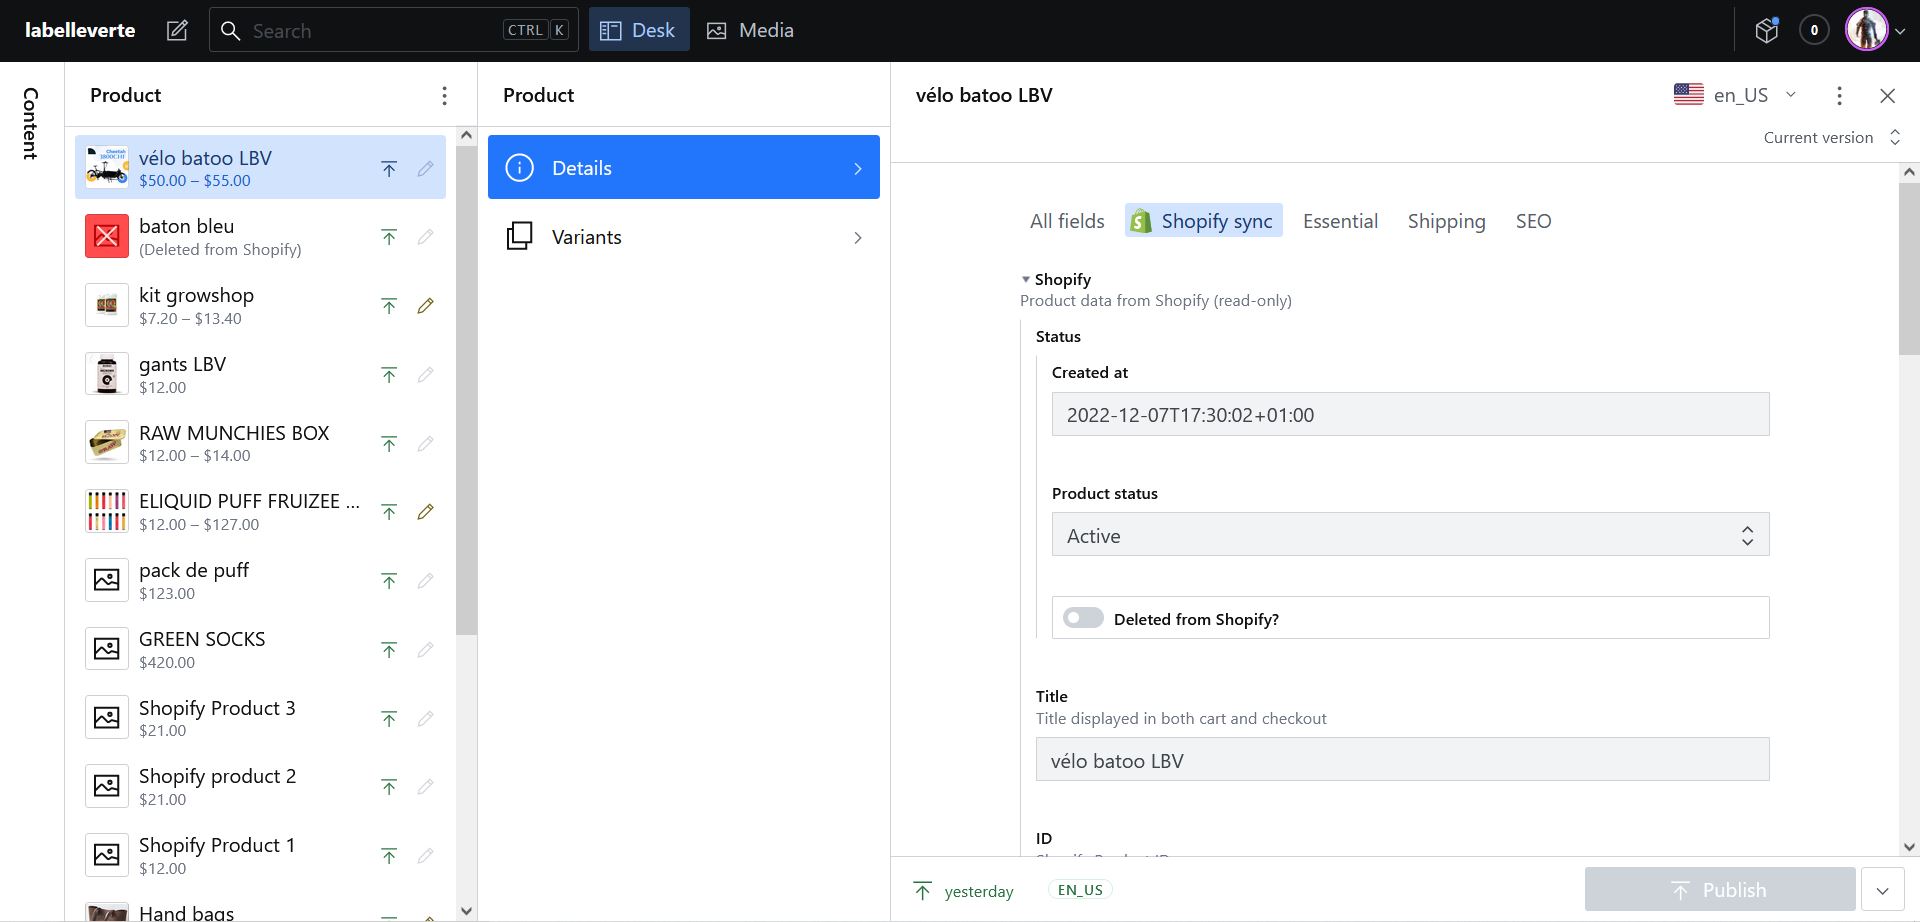 labelleverte
Search
CTRL K
Desk
Media
0
Content
Product
vélo batoo LBV
$50.00 – $55.00
baton bleu
(Deleted from Shopify)
kit growshop
$7.20 – $13.40
gants LBV
$12.00
RAW MUNCHIES BOX
$12.00 – $14.00
ELIQUID PUFF FRUIZEE ...
$12.00 – $127.00
pack de puff
$123.00
GREEN SOCKS
$420.00
Shopify Product 3
$21.00
Shopify product 2
$21.00
Shopify Product 1
$12.00
Hand bags
Product
Details
Variants
vélo batoo LBV
en_US
Current version
All fields
Shopify sync
Essential
Shipping
SEO
Shopify
Product data from Shopify (read-only)
Status
Created at
2022-12-07T17:30:02+01:00
Product status
Active
Deleted from Shopify?
Title
Title displayed in both cart and checkout
vélo batoo LBV
ID
yesterday
EN_US
Publish